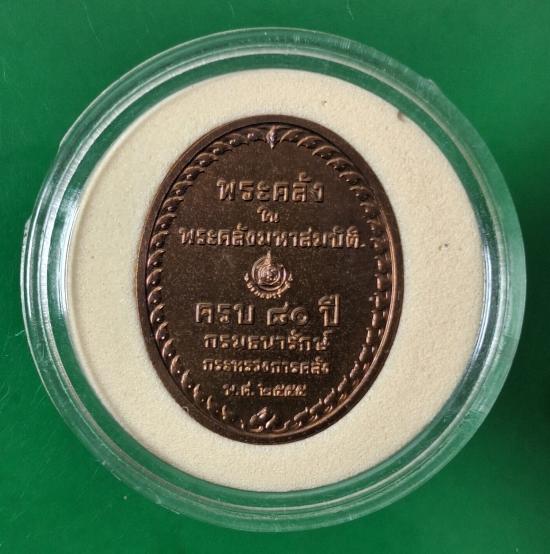 พระคลัง
ใน
พระคลังมหาสมบัติ
ครบ ๘๐ ปี
กรมธนารักษ์
กระทรวงการคลัง
พ.ศ. ๒๕๕๕